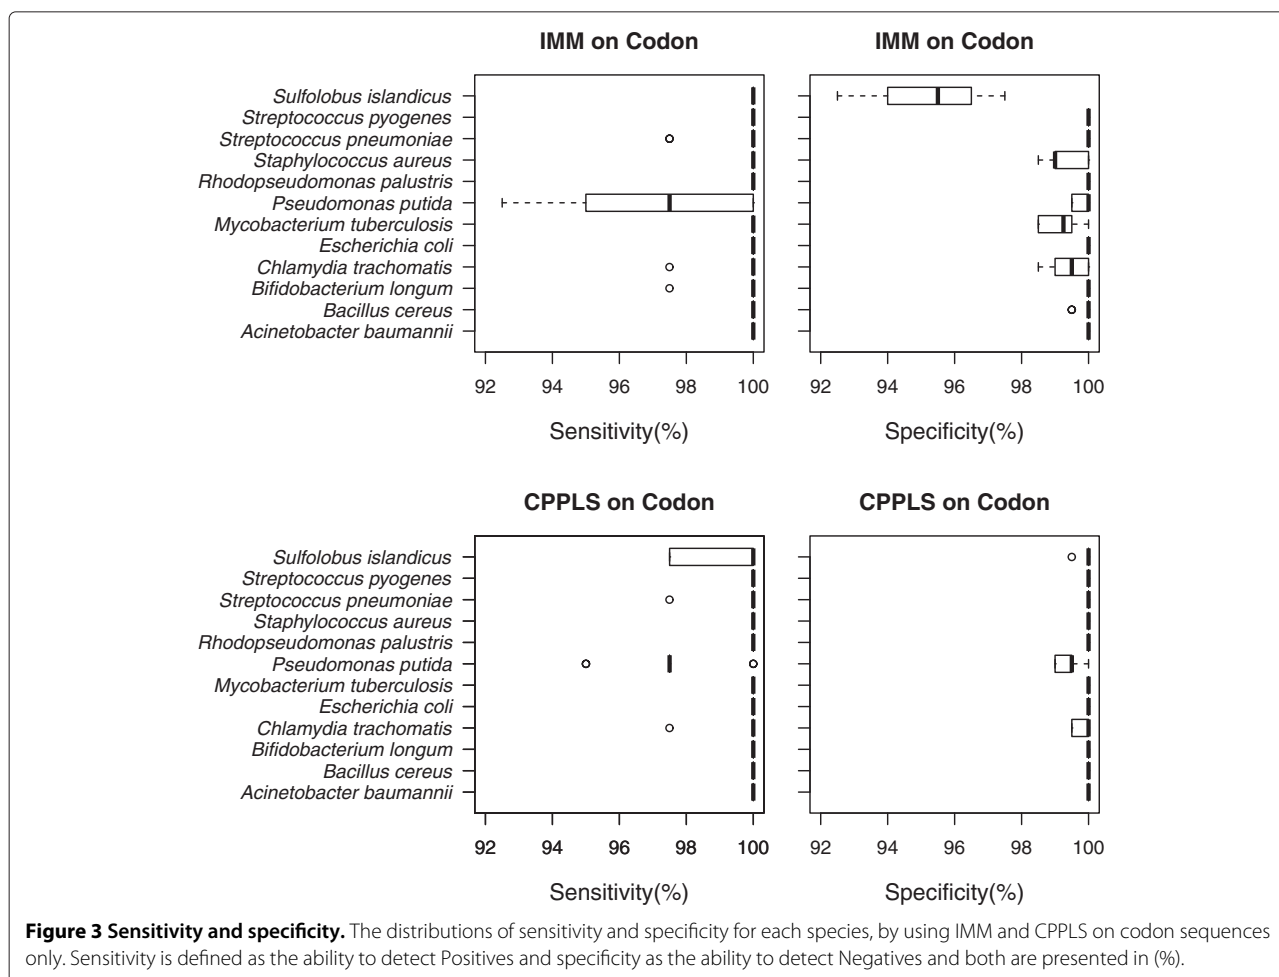 IMM on Codon
IMM on Codon
Sulfolobus islandicus
Streptococcus pyogenes
Streptococcus pneumoniae
Staphylococcus aureus
Rhodopseudomonas palustris
Pseudomonas putida
Mycobacterium tuberculosis
Escherichia coli
Chlamydia trachomatis
Bifidobacterium longum
Bacillus cereus
Acinetobacter baumannii
92 94 96 98 100
92 94 96 98 100
Sensitivity(%)
Specificity(%)
CPPLS on Codon
CPPLS on Codon
Sulfolobus islandicus
Streptococcus pyogenes
Streptococcus pneumoniae
Staphylococcus aureus
Rhodopseudomonas palustris
Pseudomonas putida
Mycobacterium tuberculosis
Escherichia coli
Chlamydia trachomatis
Bifidobacterium longum
Bacillus cereus
Acinetobacter baumannii
92 94 96 98 100
92 94 96 98 100
Sensitivity(%)
Specificity(%)
Figure 3 Sensitivity and specificity. The distributions of sensitivity and specificity for each species, by using IMM and CPPLS on codon sequences
only. Sensitivity is defined as the ability to detect Positives and specificity as the ability to detect Negatives and both are presented in (%).